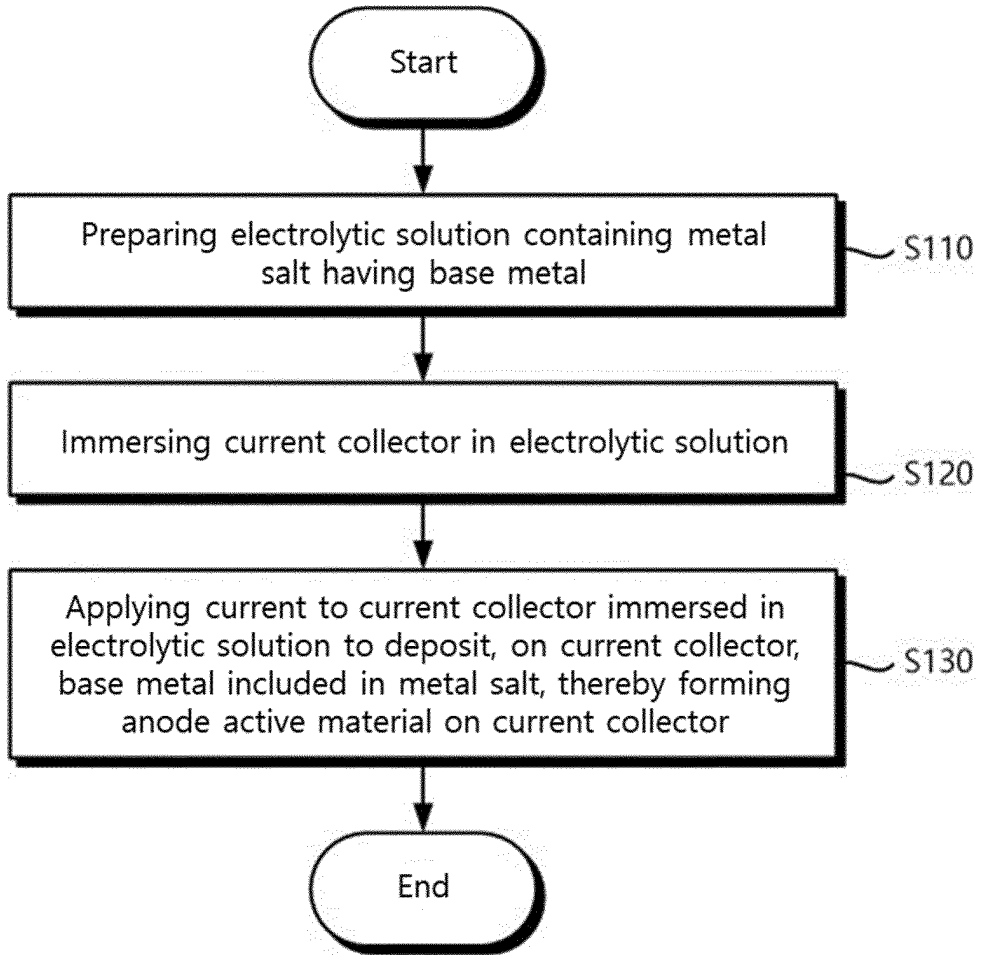 Start
Preparing electrolytic solution containing metal
salt having base metal
S110
Immersing current collector in electrolytic solution
S120
Applying current to current collector immersed in
electrolytic solution to deposit, on current collector,
base metal included in metal salt, thereby forming
anode active material on current collector
S130
End